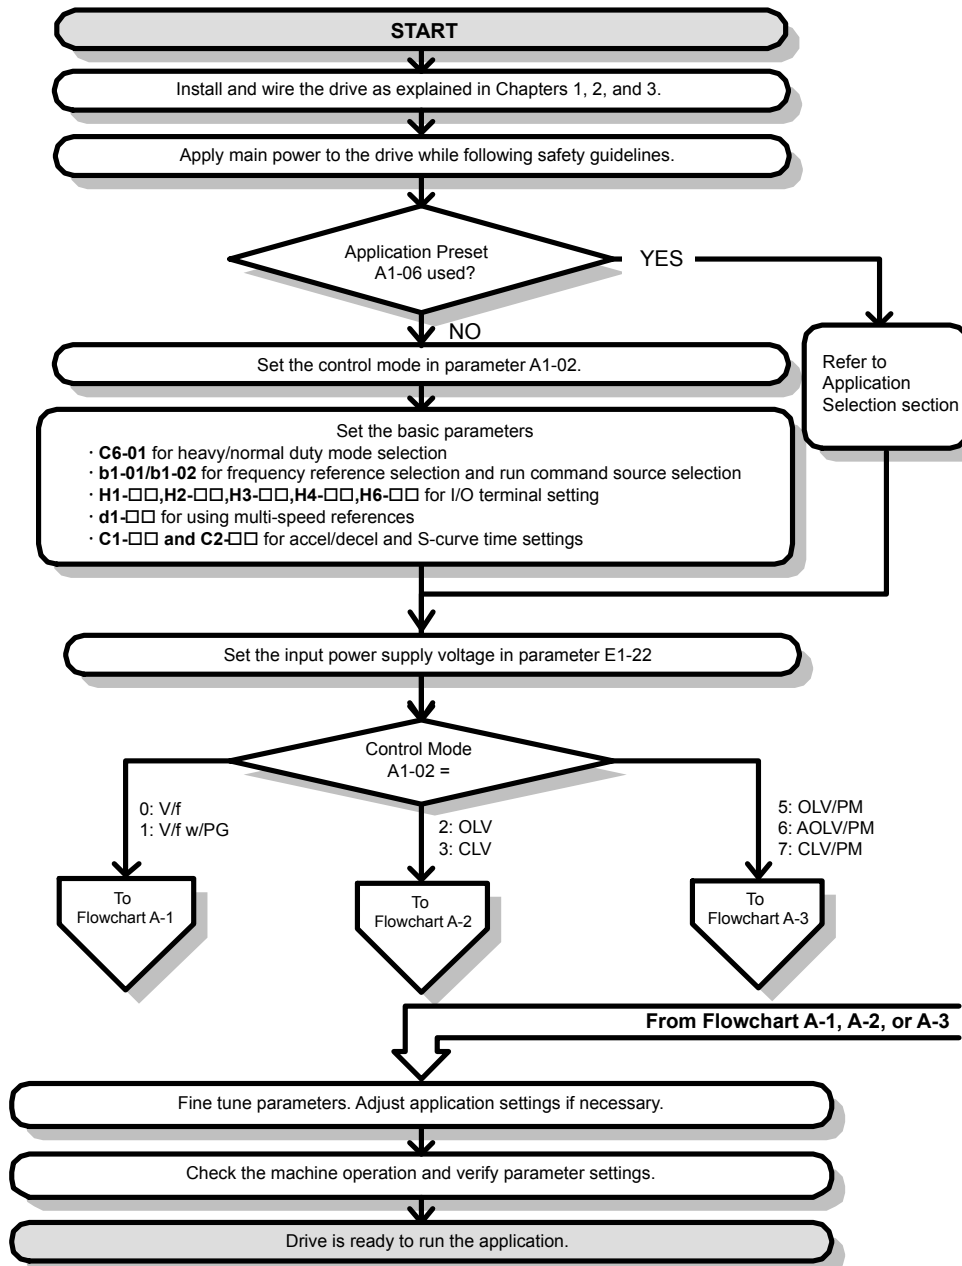 START
Install and wire the drive as explained in Chapters 1, 2, and 3.
Apply main power to the drive while following safety guidelines.
Application Preset
A1-06 used?
YES
NO
Set the control mode in parameter A1-02.
Refer to
Application
Selection section
Set the basic parameters
· C6-01 for heavy/normal duty mode selection
· b1-01/b1-02 for frequency reference selection and run command source selection
· H1-□□,H2-□□,H3-□□,H4-□□,H6-□□ for I/O terminal setting
· d1-□□ for using multi-speed references
· C1-□□ and C2-□□ for accel/decel and S-curve time settings
Set the input power supply voltage in parameter E1-22
Control Mode
A1-02 =
0: V/f
1: V/f w/PG
2: OLV
3: CLV
5: OLV/PM
6: AOLV/PM
7: CLV/PM
To
Flowchart A-1
To
Flowchart A-2
To
Flowchart A-3
From Flowchart A-1, A-2, or A-3
Fine tune parameters. Adjust application settings if necessary.
Check the machine operation and verify parameter settings.
Drive is ready to run the application.